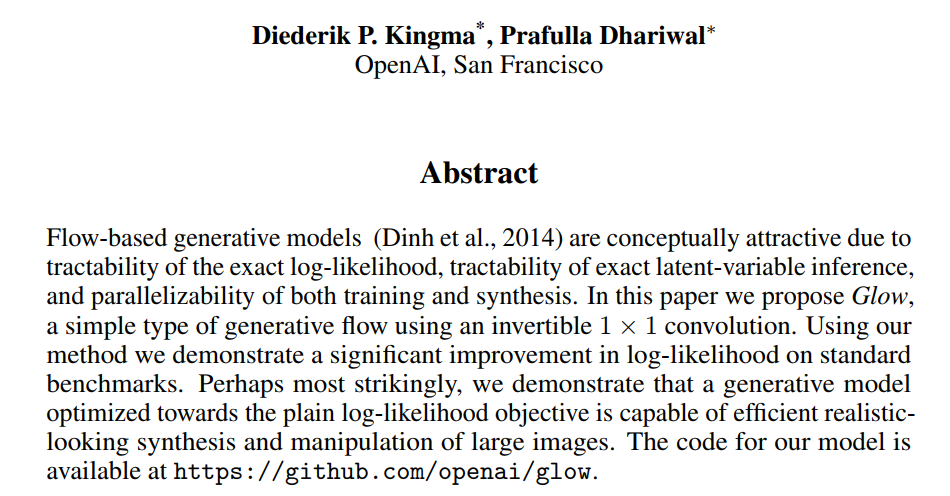 Diederik P. Kingma*, Prafulla Dhariwal*
OpenAI, San Francisco
Abstract
Flow-based generative models (Dinh et al., 2014) are conceptually attractive due to
tractability of the exact log-likelihood, tractability of exact latent-variable inference,
and parallelizability of both training and synthesis. In this paper we propose Glow,
a simple type of generative flow using an invertible 1 × 1 convolution. Using our
method we demonstrate a significant improvement in log-likelihood on standard
benchmarks. Perhaps most strikingly, we demonstrate that a generative model
optimized towards the plain log-likelihood objective is capable of efficient realistic-
looking synthesis and manipulation of large images. The code for our model is
available at https://github.com/openai/glow.